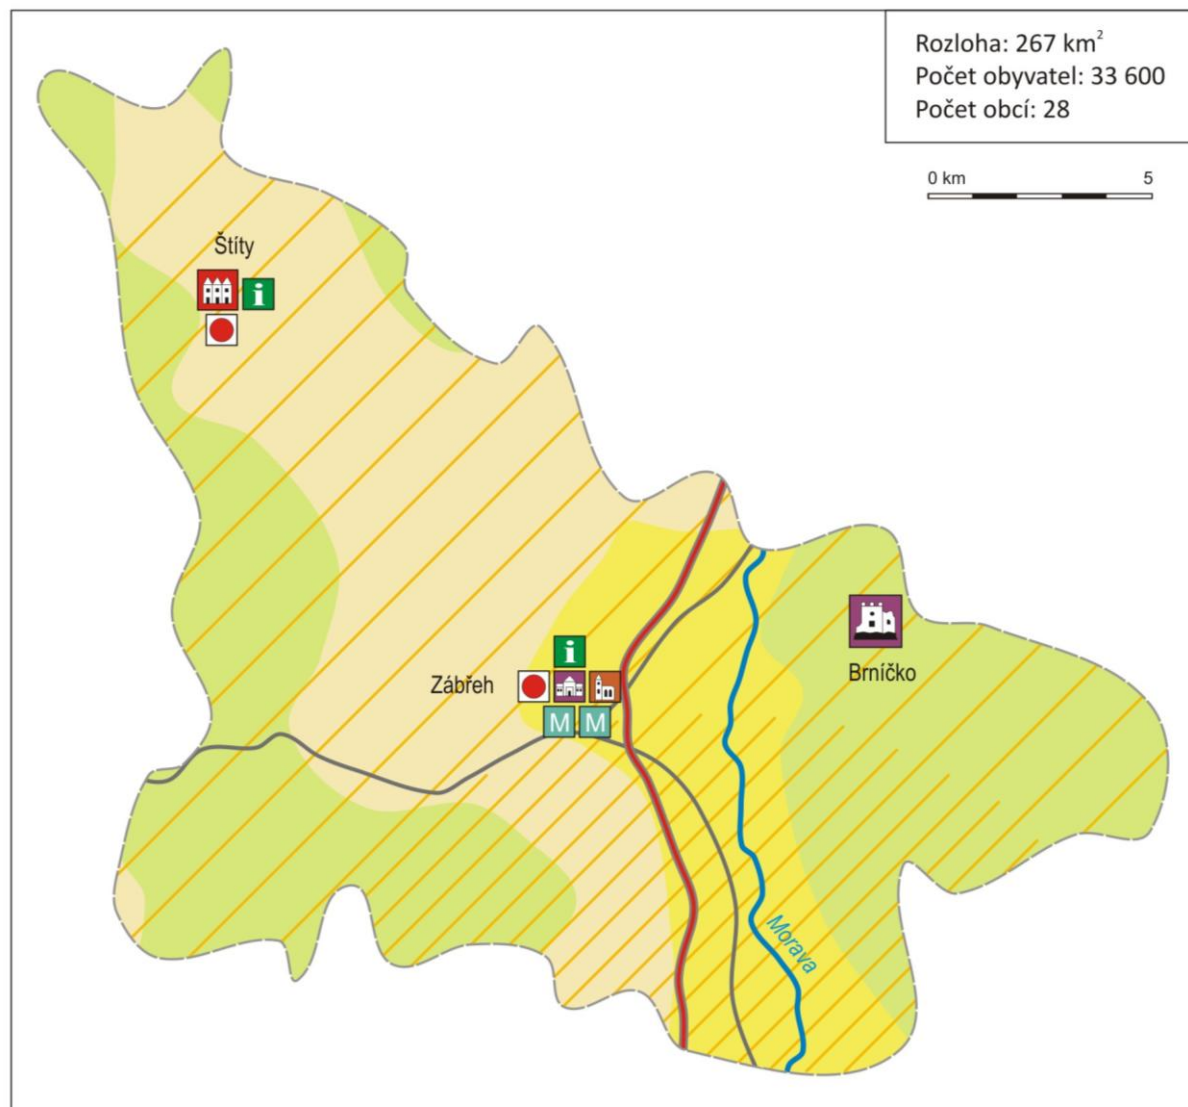 Rozloha: 267 km²
Počet obyvatel: 33 600
Počet obcí: 28
0 km 5
Štíty
i
i
Zábřeh
M M
Brníčko
Morava